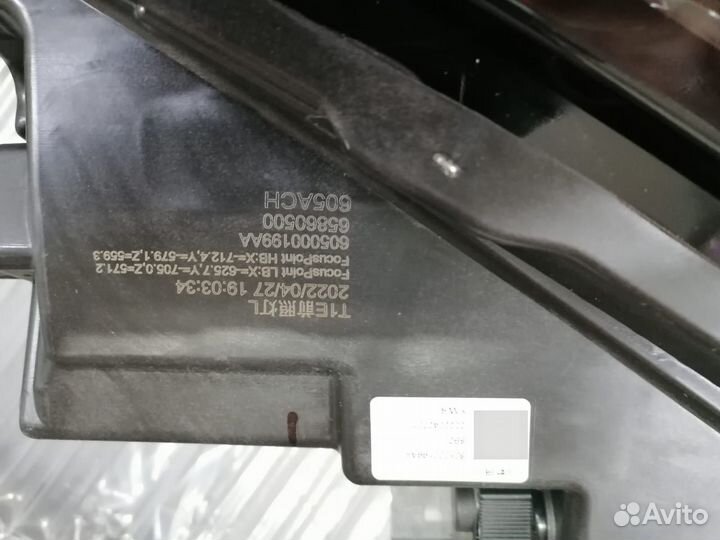 T1E前照灯L
2022/04/27 19:03:34
FocusPoint LB:X=-625.7,Y=-705.0,Z=571.2
FocusPoint HB:X=-712.4,Y=-579.1,Z=559.3
605000199AA
658605000
605ACH
Avito